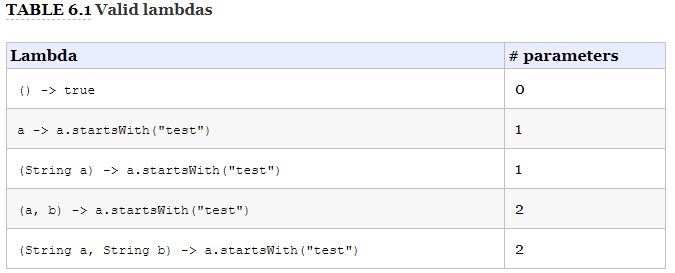 TABLE 6.1 Valid lambdas
Lambda # parameters
() -> true 0
a -> a.startsWith("test") 1
(String a) -> a.startsWith("test") 1
(a, b) -> a.startsWith("test") 2
(String a, String b) -> a.startsWith("test") 2